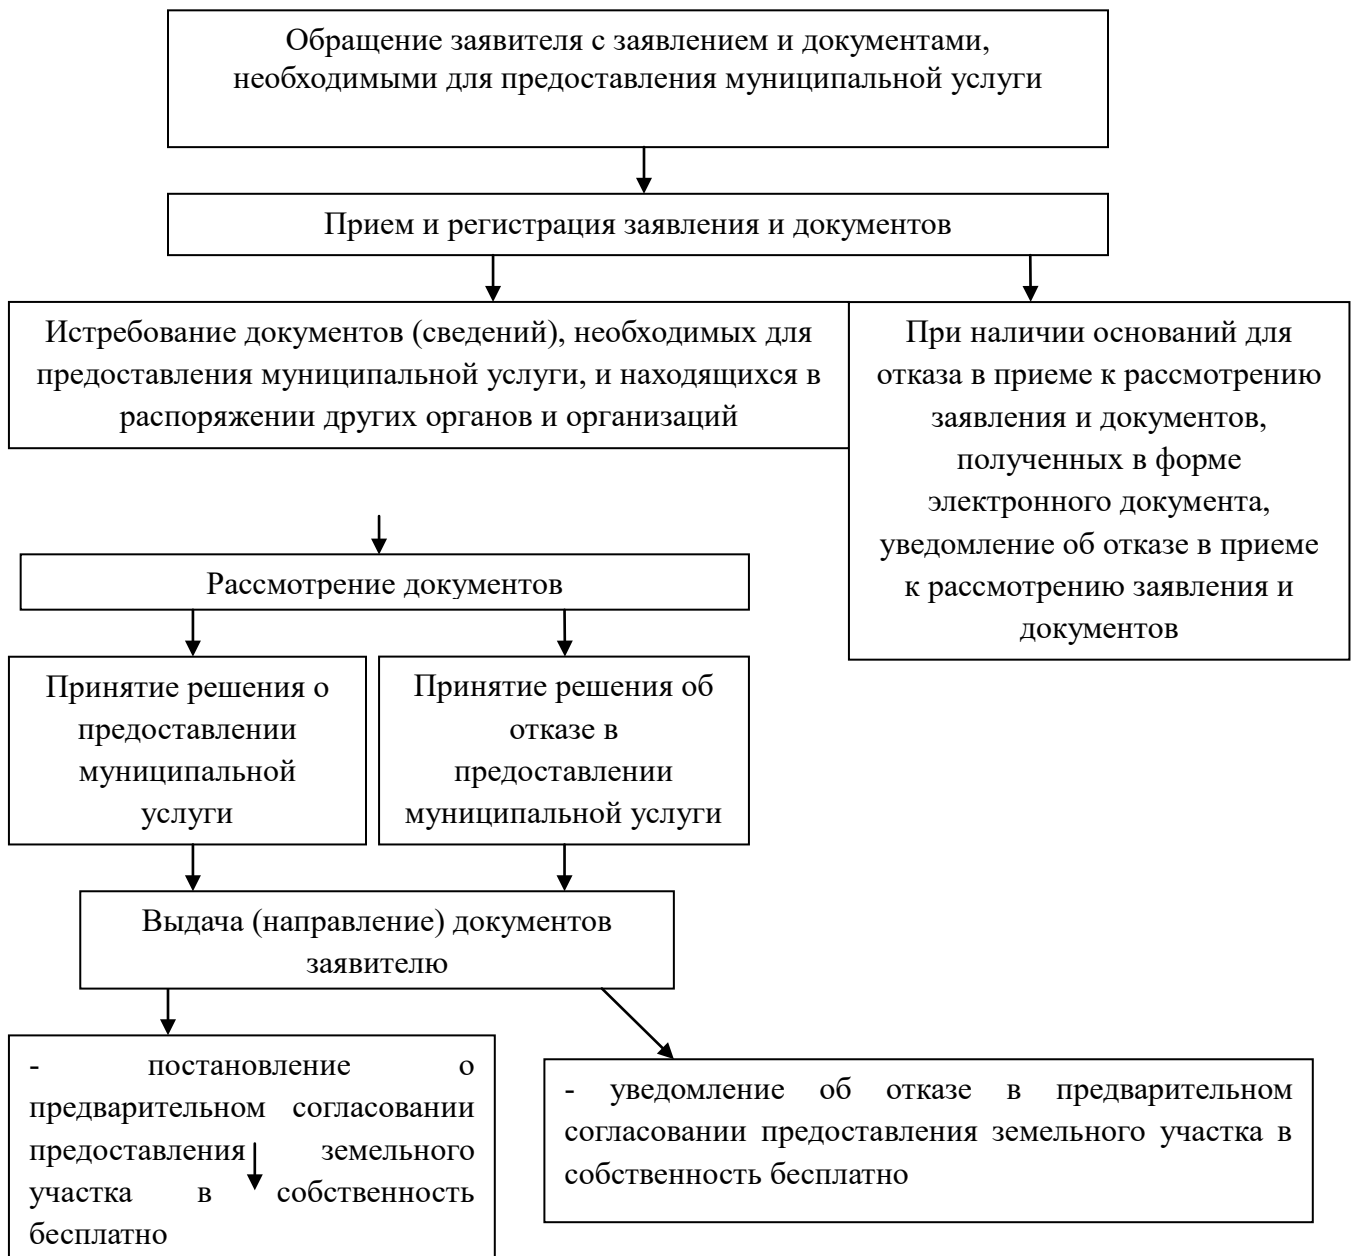 Обращение заявителя с заявлением и документами,
необходимыми для предоставления муниципальной услуги
Прием и регистрация заявления и документов
Истребование документов (сведений), необходимых для
предоставления муниципальной услуги, и находящихся в
распоряжении других органов и организаций
При наличии оснований для
отказа в приеме к рассмотрению
заявления и документов,
полученных в форме
электронного документа,
уведомление об отказе в приеме
к рассмотрению заявления и
документов
Рассмотрение документов
Принятие решения о
предоставлении
муниципальной
услуги
Принятие решения об
отказе в
предоставлении
муниципальной услуги
Выдача (направление) документов
заявителю
- постановление о
предварительном согласовании
предоставления земельного
участка в собственность
бесплатно
- уведомление об отказе в предварительном
согласовании предоставления земельного участка в
собственность бесплатно